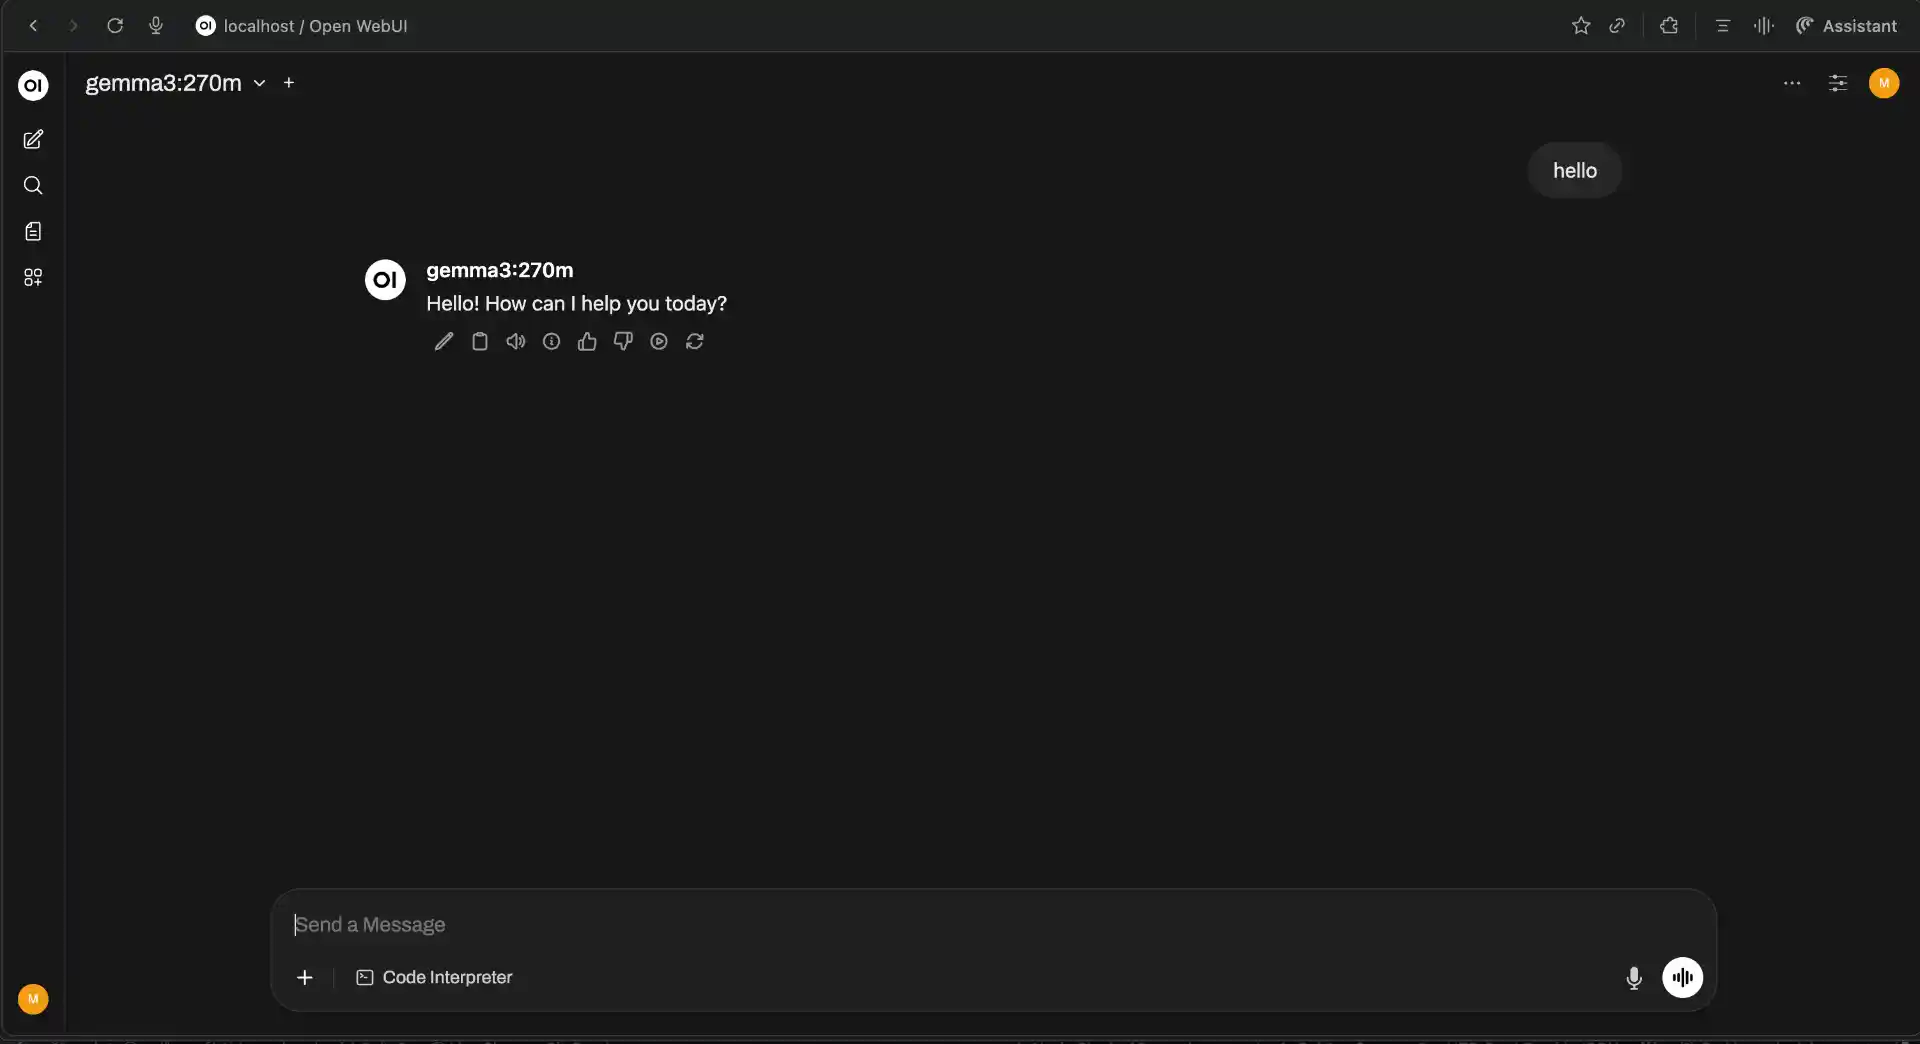 localhost / Open WebUI
Assistant
OI
gemma3:270m
M
hello
OI
gemma3:270m
Hello! How can I help you today?
Send a Message
Code Interpreter
M